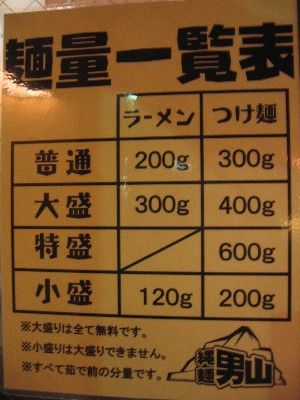 麺量一覧表
ラーメン つけ麺
普通 200g 300g
大盛 300g 400g
特盛 600g
小盛 120g 200g
※大盛りは全て無料です。
※小盛りは大盛りできません。
※すべて茹で前の分量です。
縄麺 男山